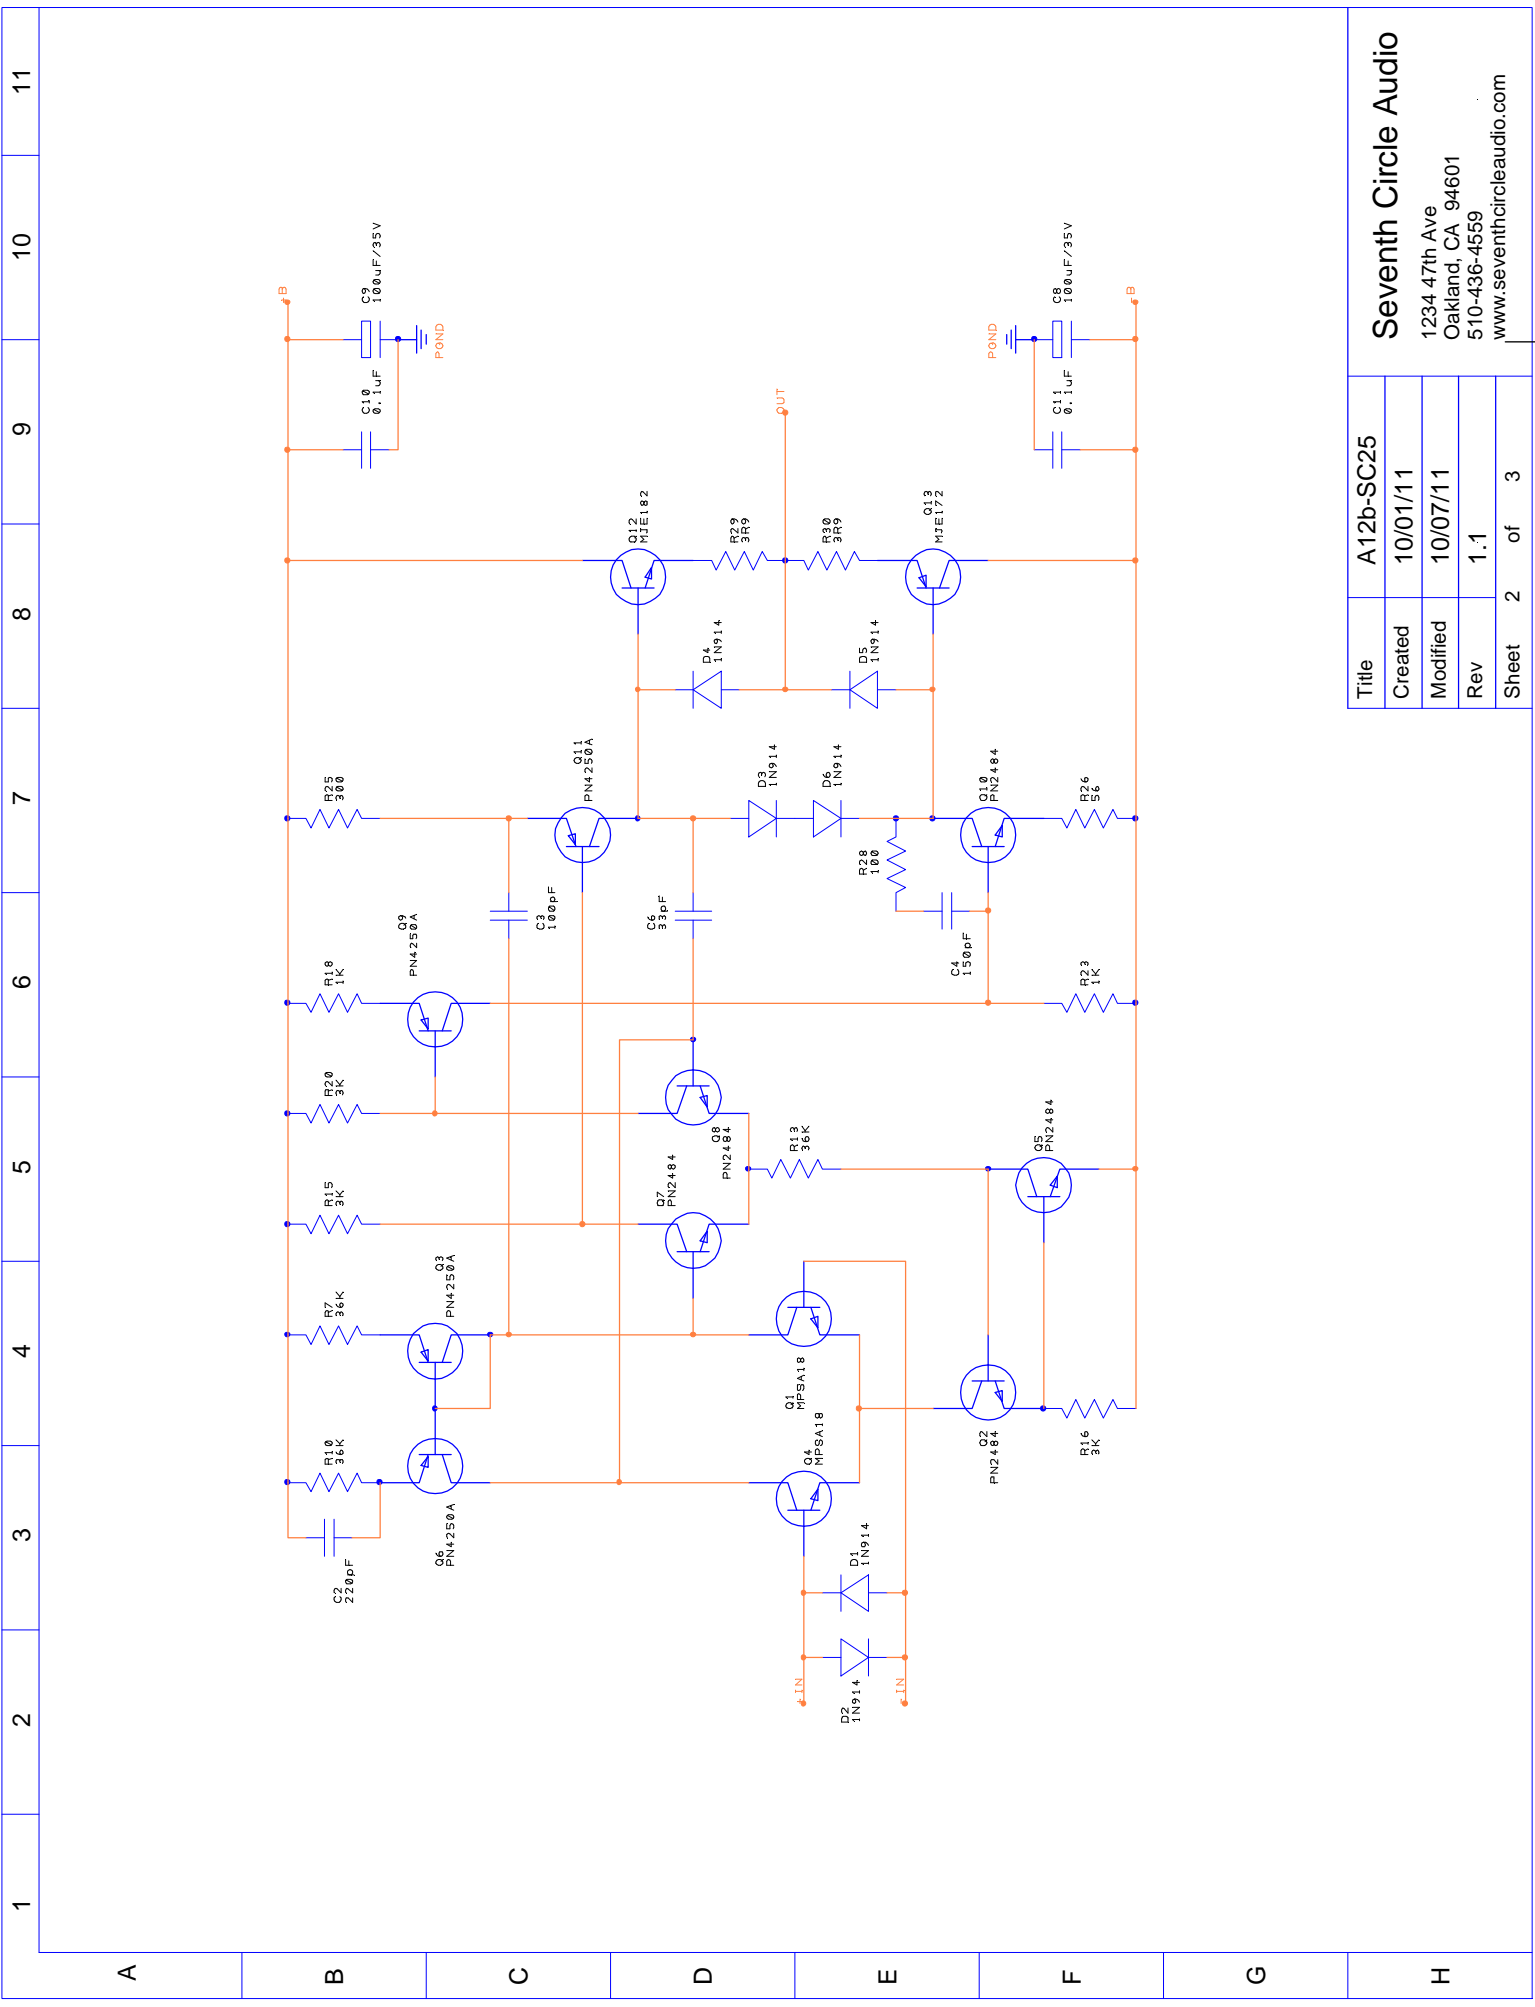 1
2
3
4
5
6
7
8
9
10
11
A
B
C
D
E
F
G
H
+B
C10
0.1uF
C9
100uF/35V
PGND
C2
220pF
R10
36K
R7
36K
R15
3K
R20
3K
R18
1K
R25
300
Q6
PN4250A
Q3
PN4250A
Q9
PN4250A
C3
100pF
Q11
PN4250A
Q12
MJE182
Q7
PN2484
Q8
PN2484
C6
33pF
D4
1N914
R29
3R9
OUT
D3
1N914
D6
1N914
R13
36K
+IN
Q4
MPSA18
Q1
MPSA18
D2
1N914
D1
1N914
-IN
R28
100
D5
1N914
R30
3R9
C4
150pF
Q13
MJE172
Q2
PN2484
Q10
PN2484
PGND
Q5
PN2484
R16
3K
R23
1K
R26
56
C11
0.1uF
C8
100uF/35V
-B
Title A12b-SC25
Created 10/01/11
Modified 10/07/11
Rev 1.1
Sheet 2 of 3
Seventh Circle Audio
1234 47th Ave
Oakland, CA 94601
510-436-4559
www.seventhcircleaudio.com